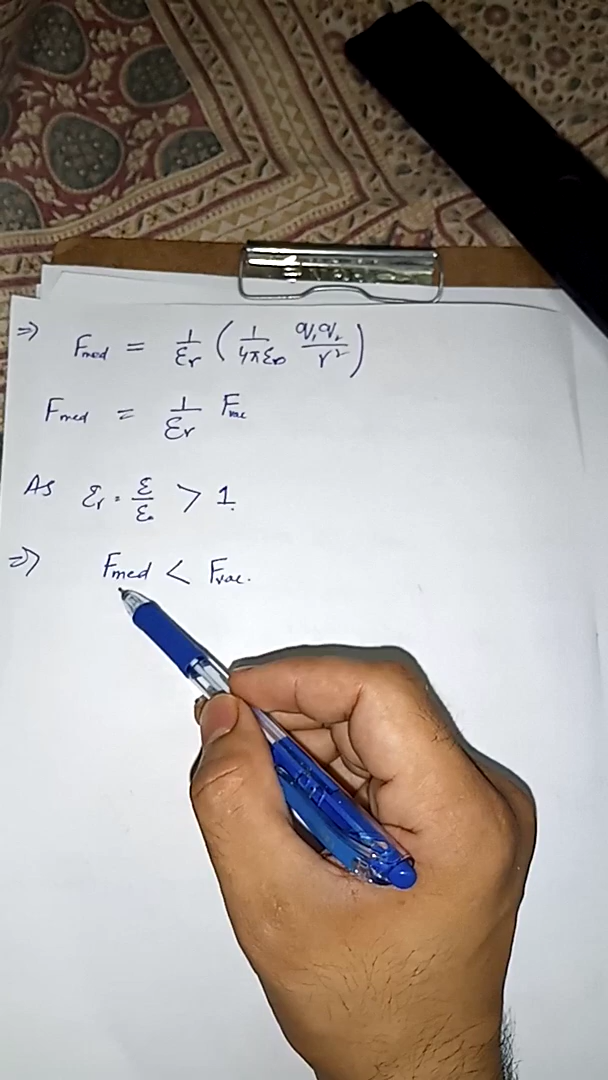 ⇒ Fmed = 1/εr ( 1/4πε0 q1q2/r² )
Fmed = 1/εr Fvac
As εr = ε/ε0 > 1.
⇒ Fmed < Fvac.